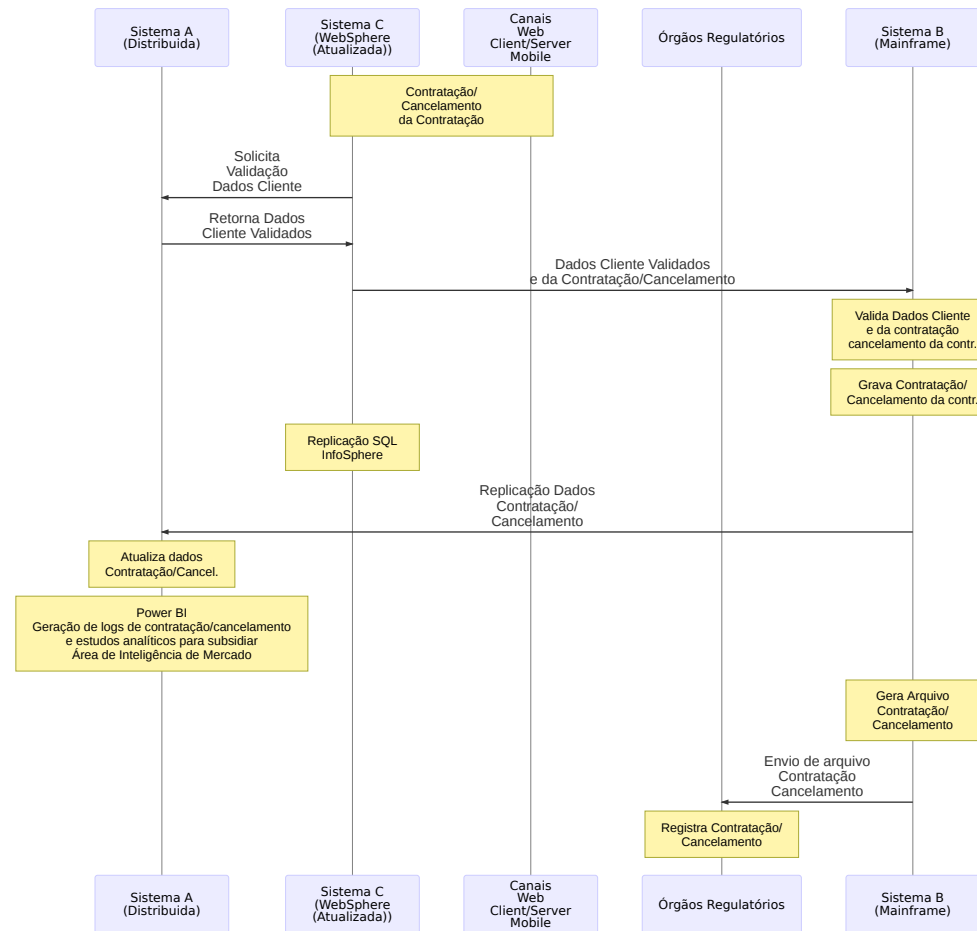 Sistema A
(Distribuida)
Sistema C
(WebSphere
(Atualizada))
Canais
Web
Client/Server
Mobile
Órgãos Regulatórios
Sistema B
(Mainframe)
Contratação/
Cancelamento
da Contratação
Solicita
Validação
Dados Cliente
Retorna Dados
Cliente Validados
Dados Cliente Validados
e da Contratação/Cancelamento
Valida Dados Cliente
e da contratação
cancelamento da contr.
Grava Contratação/
Cancelamento da contr.
Replicação SQL
InfoSphere
Replicação Dados
Contratação/
Cancelamento
Atualiza dados
Contratação/Cancel.
Power BI
Geração de logs de contratação/cancelamento
e estudos analíticos para subsidiar
Área de Inteligência de Mercado
Gera Arquivo
Contratação/
Cancelamento
Envio de arquivo
Contratação
Cancelamento
Registra Contratação/
Cancelamento
Sistema A
(Distribuida)
Sistema C
(WebSphere
(Atualizada))
Canais
Web
Client/Server
Mobile
Órgãos Regulatórios
Sistema B
(Mainframe)